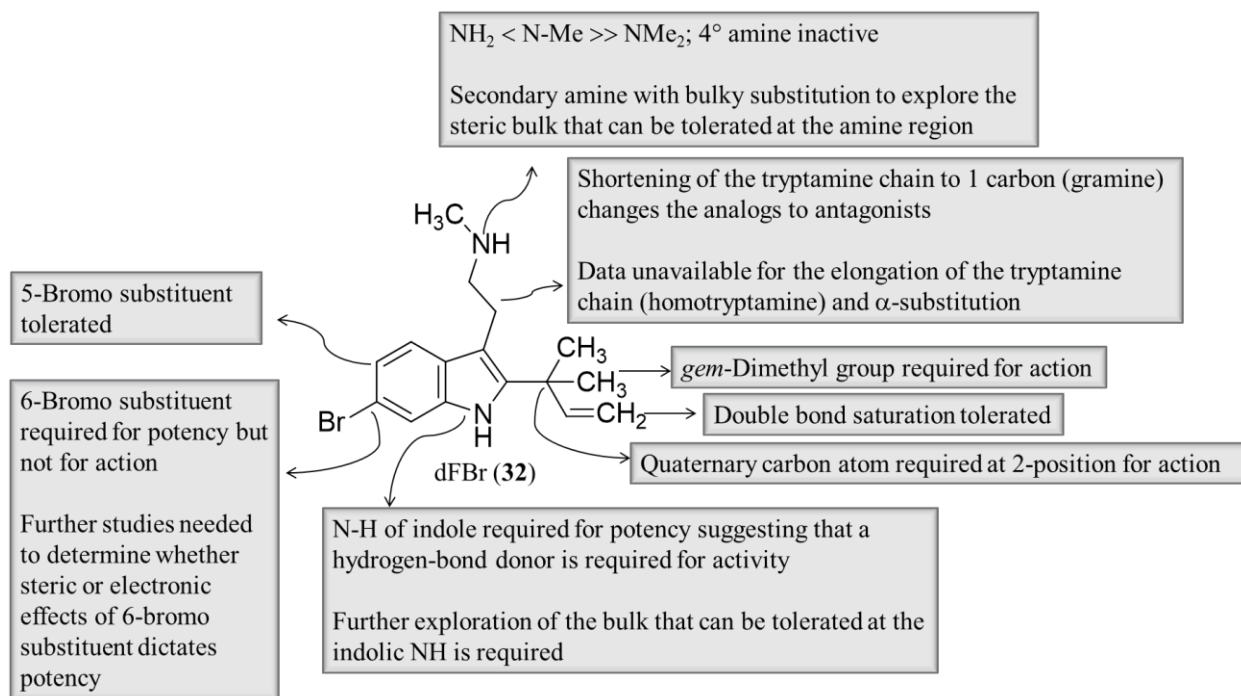 NH₂ < N-Me >> NMe₂; 4° amine inactive
Secondary amine with bulky substitution to explore the
steric bulk that can be tolerated at the amine region
Shortening of the tryptamine chain to 1 carbon (gramine)
changes the analogs to antagonists
Data unavailable for the elongation of the tryptamine
chain (homotryptamine) and α-substitution
H₃C
NH
5-Bromo substituent
tolerated
CH₃
CH₃
gem-Dimethyl group required for action
CH₂
Double bond saturation tolerated
Quaternary carbon atom required at 2-position for action
Br
N
H
dFBr (32)
6-Bromo substituent
required for potency but
not for action
Further studies needed
to determine whether
steric or electronic
effects of 6-bromo
substituent dictates
potency
N-H of indole required for potency suggesting that a
hydrogen-bond donor is required for activity
Further exploration of the bulk that can be tolerated at the
indolic NH is required